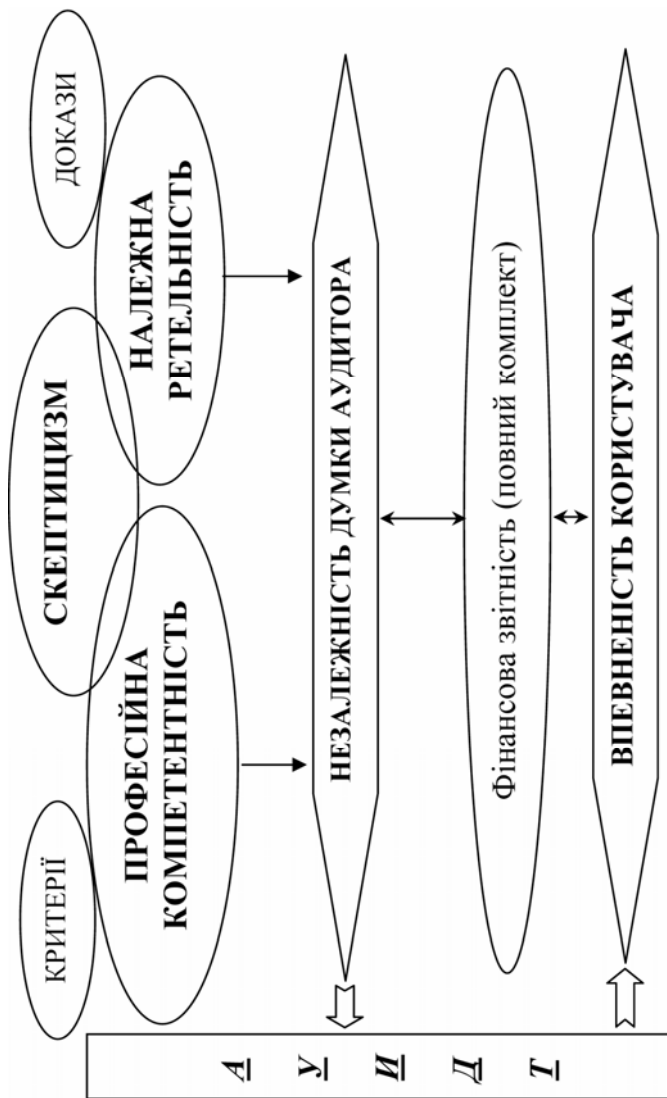 КРИТЕРІЇ
СКЕПТИЦИЗМ
ДОКАЗИ
ПРОФЕСІЙНА
КОМПЕТЕНТНІСТЬ
НАЛЕЖНА
РЕТЕЛЬНІСТЬ
А
У
И
Д
Т
НЕЗАЛЕЖНІСТЬ ДУМКИ АУДИТОРА
Фінансова звітність (повний комплект)
ВПЕВНЕНІСТЬ КОРИСТУВАЧА